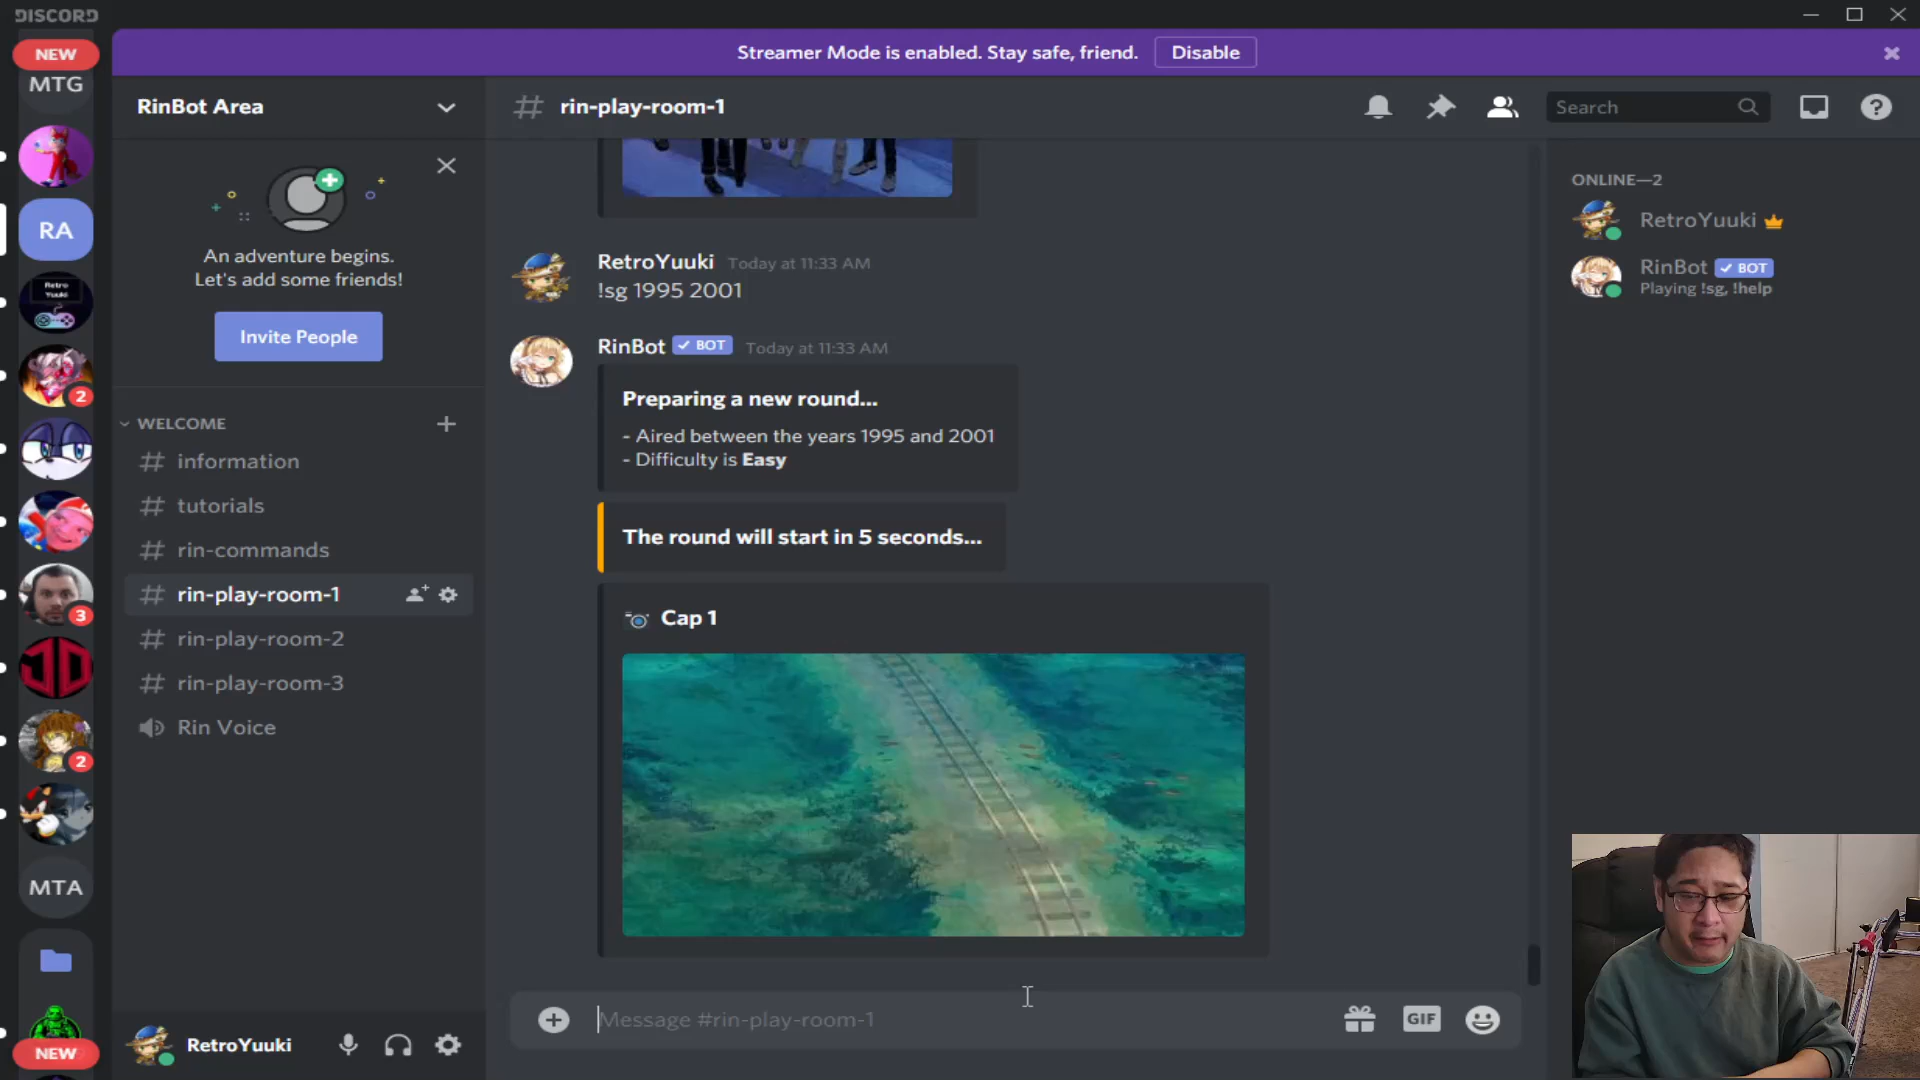 DISCORD
NEW
MTG
RA
Retro
Yuuki
2
3
JD
2
MTA
NEW
Streamer Mode is enabled. Stay safe, friend.
Disable
RinBot Area
An adventure begins.
Let's add some friends!
Invite People
WELCOME
information
tutorials
rin-commands
rin-play-room-1
rin-play-room-2
rin-play-room-3
Rin Voice
RetroYuuki
rin-play-room-1
Search
RetroYuuki Today at 11:33 AM
!sg 1995 2001
RinBot BOT Today at 11:33 AM
Preparing a new round...
- Aired between the years 1995 and 2001
- Difficulty is Easy
The round will start in 5 seconds...
Cap 1
Message #rin-play-room-1
GIF
ONLINE—2
RetroYuuki
RinBot BOT
Playing !sg, !help